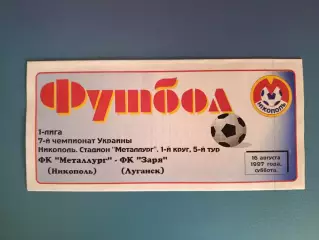 Футбол
НИКОПОЛЬ
1-лига
7-й чемпионат Украины
Никополь. Стадион "Металлург". 1-й круг, 5-й тур
ФК "Металлург" - ФК "Заря"
(Никополь) (Луганск)
16 августа
1997 года,
суббота.